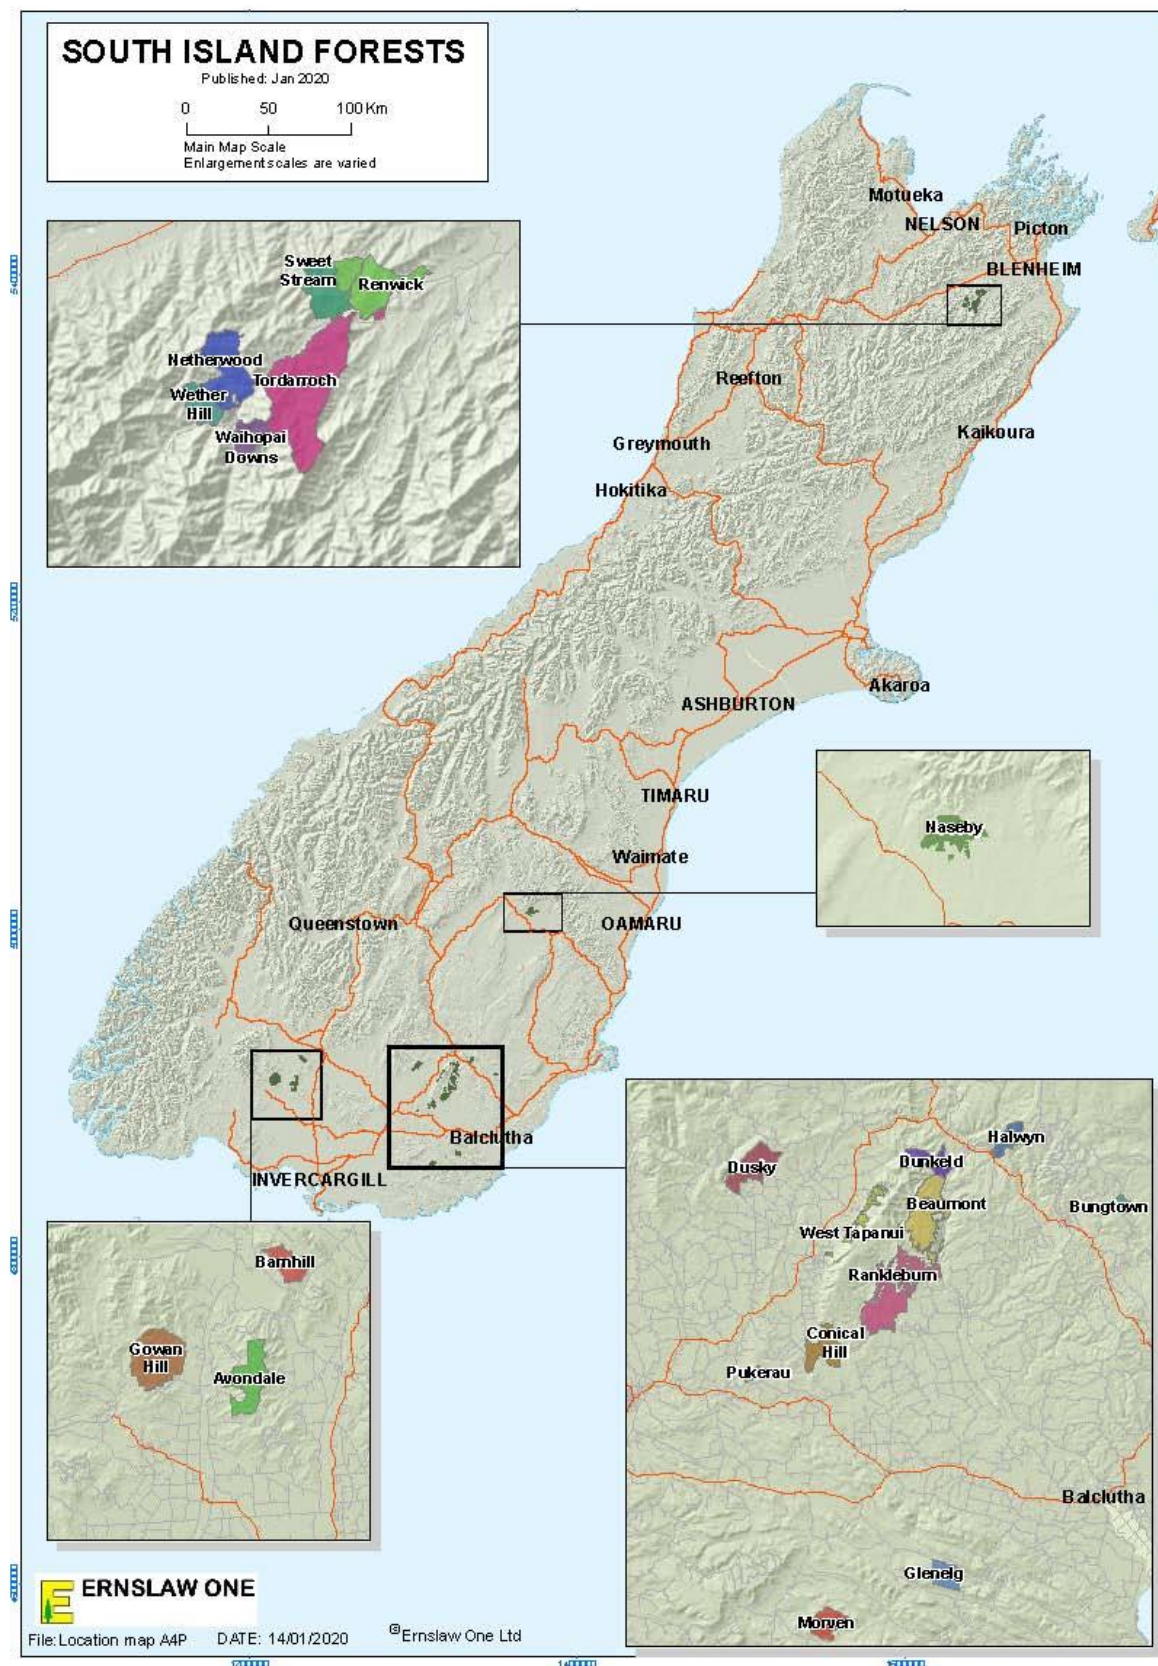 SOUTH ISLAND FORESTS
Published: Jan 2020
0 50 100 Km
Main Map Scale
Enlargement scales are varied
Motueka
NELSON
Picton
BLENHEIM
Reefton
Kaikoura
Greymouth
Hokitika
Akaroa
ASHBURTON
TIMARU
Waimate
Queenstown
OAMARU
Balclutha
INVERCARGILL
Sweet
Stream
Renwick
Netherwood
Tordarroch
Wether
Hill
Waihopai
Downs
Naseby
Barnhill
Gowan
Hill
Avondale
Halwyn
Dusky
Dunkeld
Beaumont
Bungtown
West Tapanui
Rankleburn
Conical
Hill
Pukerau
Balclutha
Glenelg
Morven
E ERNSLAW ONE
File: Location map A4P DATE: 14/01/2020 ©Ernslaw One Ltd